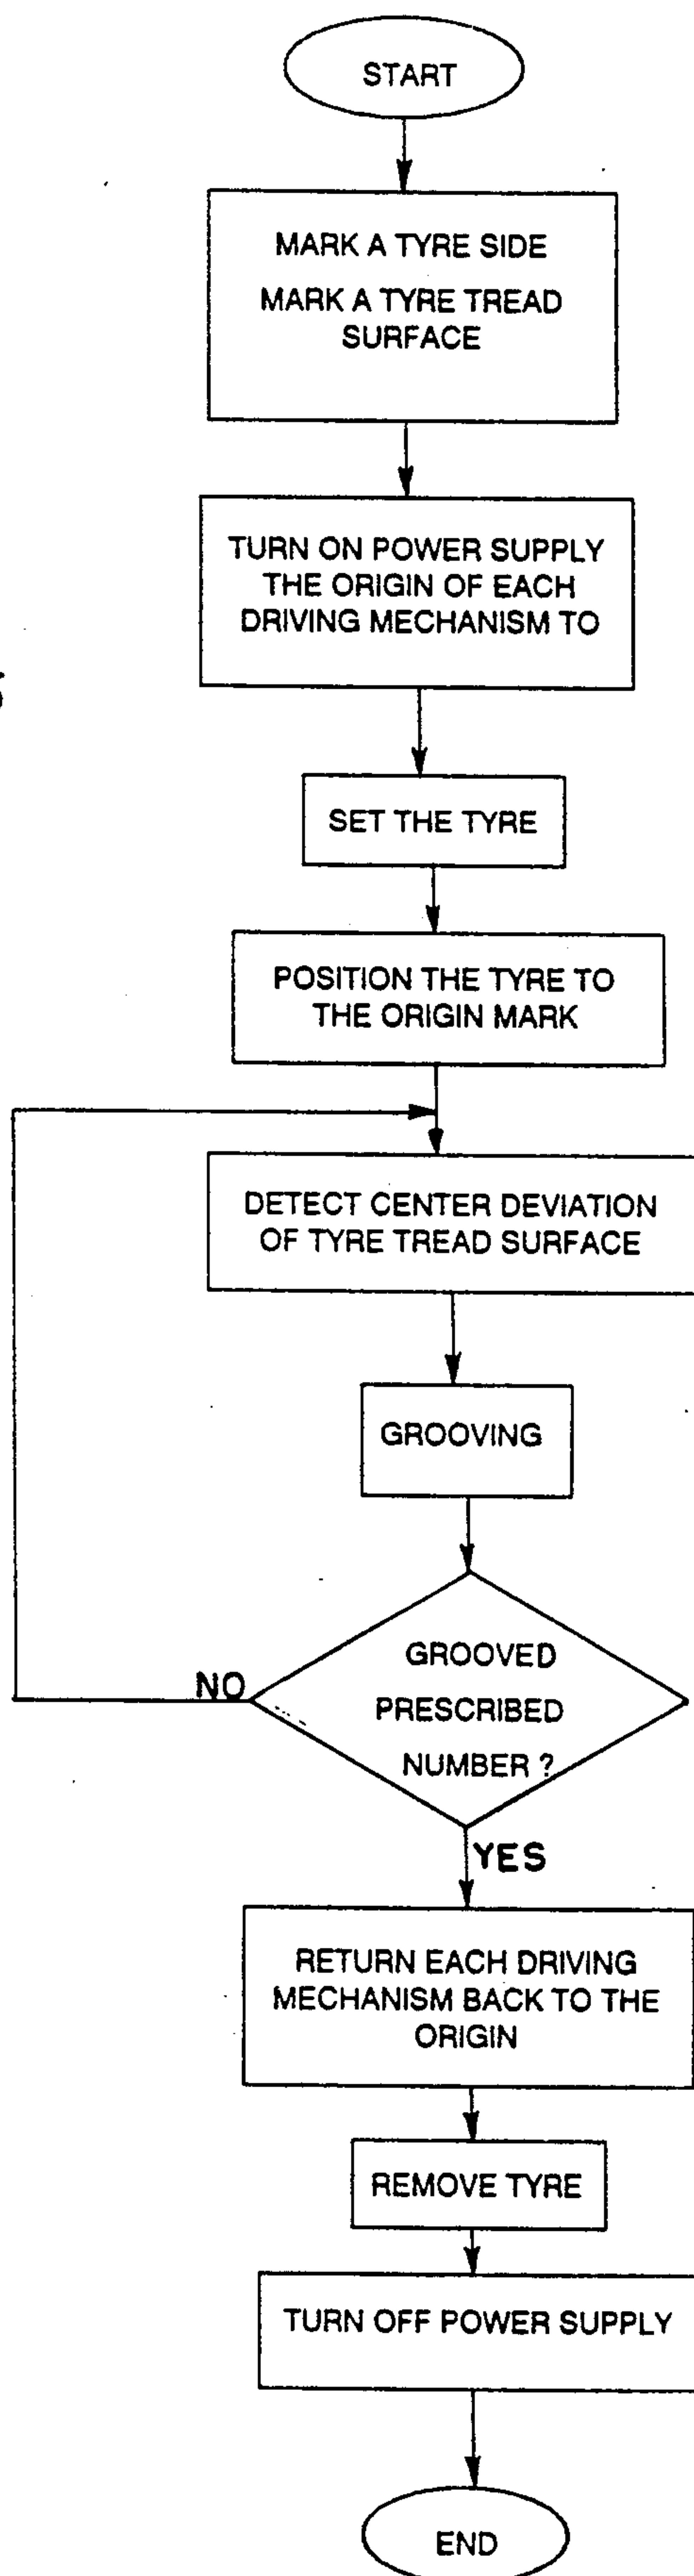 START
MARK A TYRE SIDE
MARK A TYRE TREAD
SURFACE
TURN ON POWER SUPPLY
THE ORIGIN OF EACH
DRIVING MECHANISM TO
SET THE TYRE
POSITION THE TYRE TO
THE ORIGIN MARK
DETECT CENTER DEVIATION
OF TYRE TREAD SURFACE
GROOVING
GROOVED
PRESCRIBED
NUMBER ?
NO
YES
RETURN EACH DRIVING
MECHANISM BACK TO THE
ORIGIN
REMOVE TYRE
TURN OFF POWER SUPPLY
END